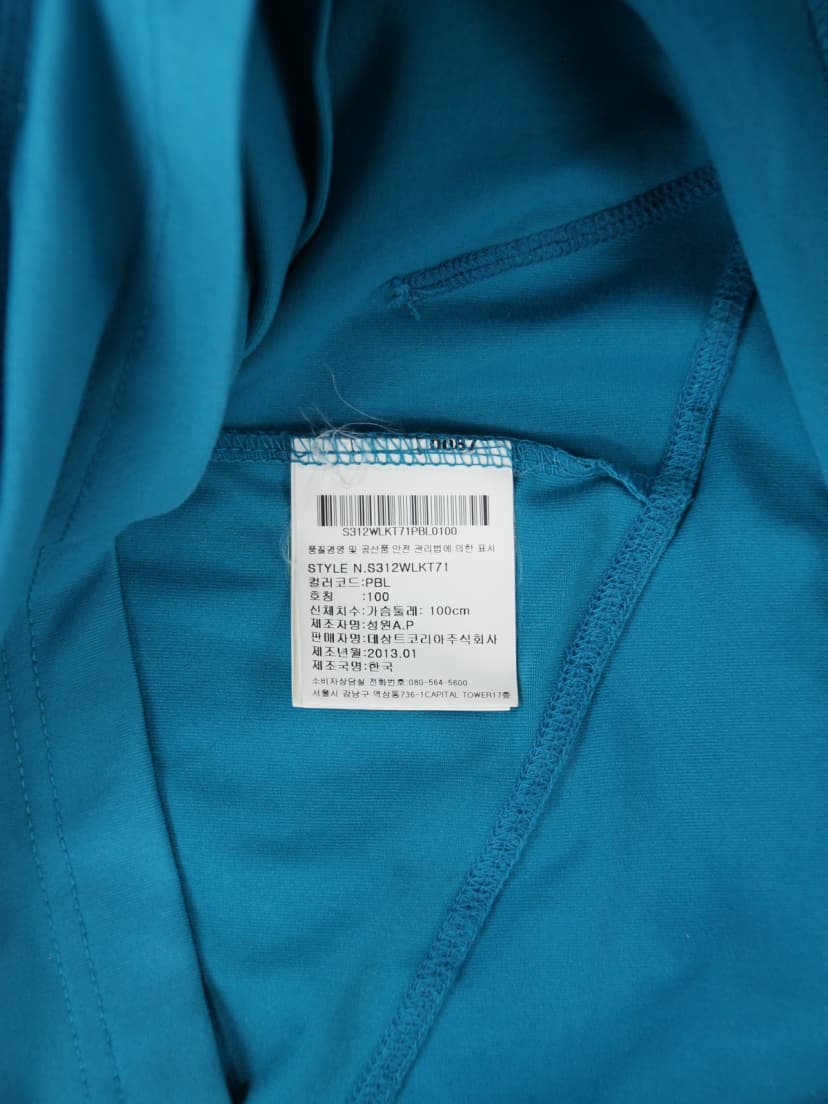 0087
S312WLKT71PBL0100
품질경영 및 공산품 안전 관리법에 의한 표시
STYLE N.S312WLKT71
컬러코드:PBL
호칭 :100
신체치수:가슴둘레: 100cm
제조자명:성원A.P
판매자명:대상트코리아주식회사
제조년월:2013.01
제조국명:한국
소비자상담실 전화번호:080-564-5600
서울시 강남구 역삼동736-1CAPITAL TOWER17층